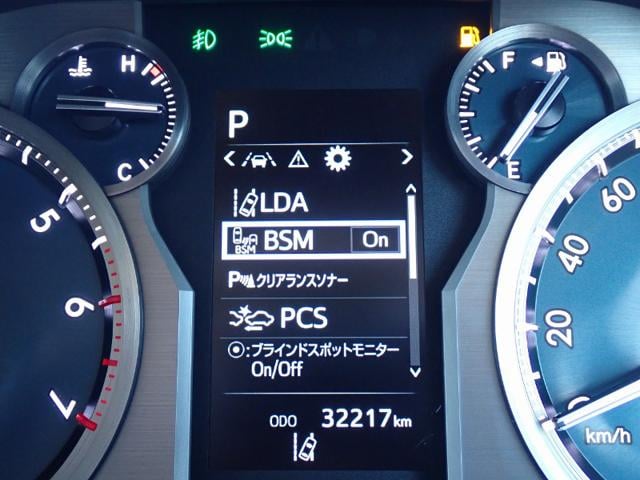 H
C
F
E
P
LDA
BSM
BSM On
P クリアランスソナー
PCS
:ブラインドスポットモニター
On/Off
ODO 32217km
5
6
7
60
40
20
0
km/h